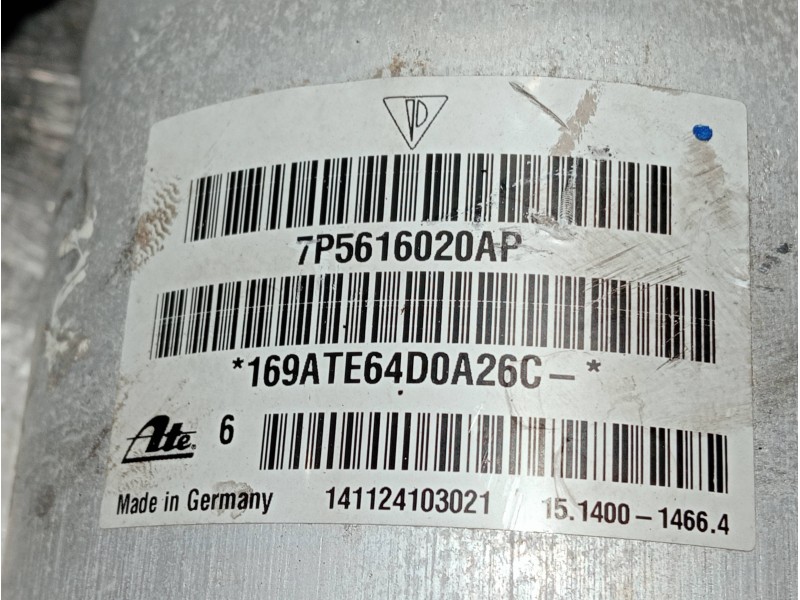 7P5616020AP
*169ATE64D0A26C-*
Ate 6
Made in Germany 141124103021 15.1400-1466.4